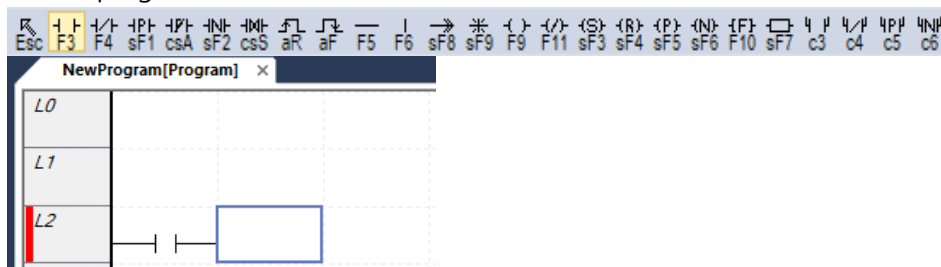 Esc F3 F4 sF1 csA sF2 csS aR aF F5 F6 sF8 sF9 F9 F11 sF3 sF4 sF5 sF6 F10 sF7 c3 c4 c5 c6
NewProgram[Program] ×
L0
L1
L2